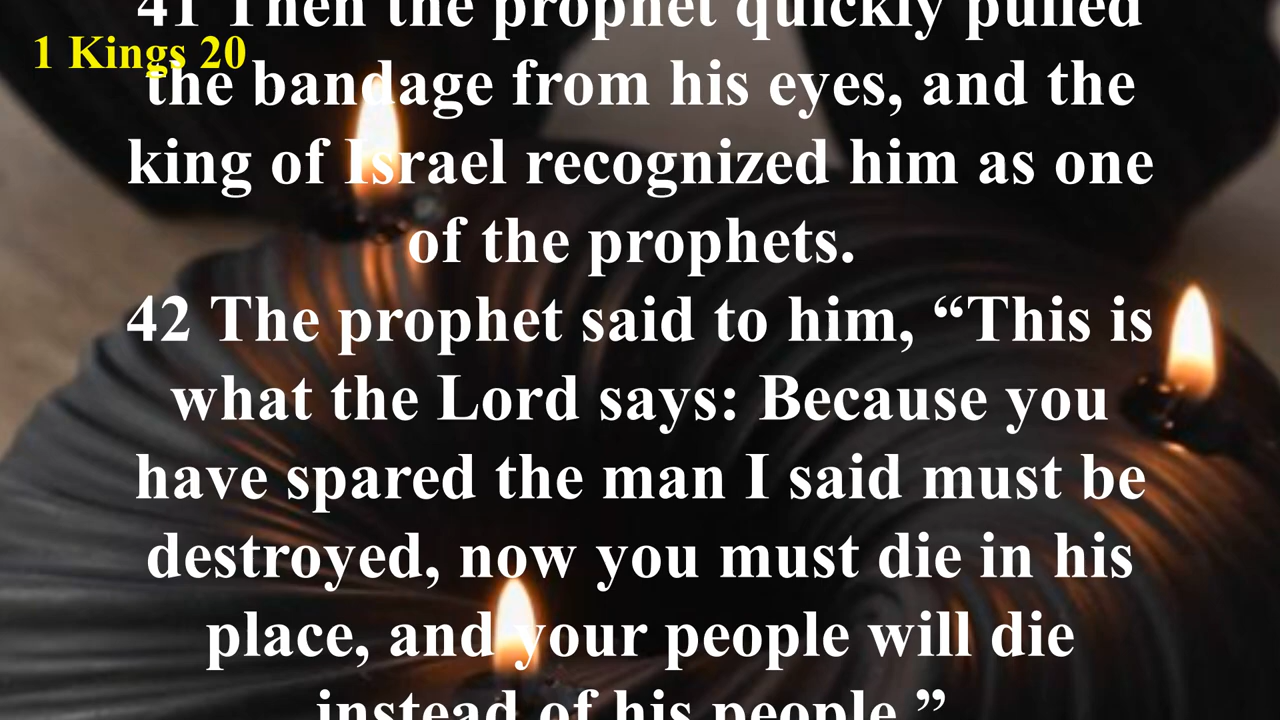 41 Then the prophet quickly pulled
1 Kings 20
the bandage from his eyes, and the
king of Israel recognized him as one
of the prophets.
42 The prophet said to him, “This is
what the Lord says: Because you
have spared the man I said must be
destroyed, now you must die in his
place, and your people will die
instead of his people.”